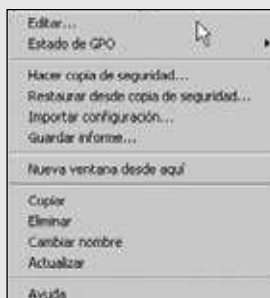 Editar...
Estado de GPO
Hacer copia de seguridad...
Restaurar desde copia de seguridad...
Importar configuración...
Guardar informe...
Nueva ventana desde aquí
Copiar
Eliminar
Cambiar nombre
Actualizar
Ayuda